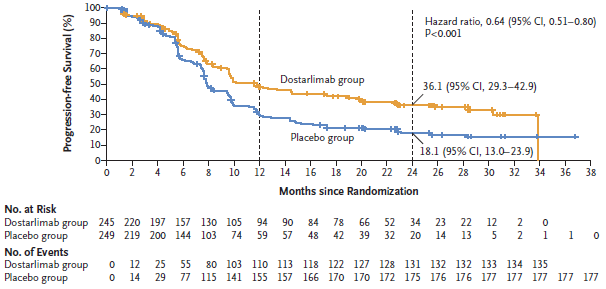 Progression-free Survival (%)
100
90
80
70
60
50
40
30
20
10
0
Hazard ratio, 0.64 (95% CI, 0.51–0.80)
P<0.001
Dostarlimab group
36.1 (95% CI, 29.3–42.9)
Placebo group
18.1 (95% CI, 13.0–23.9)
0 2 4 6 8 10 12 14 16 18 20 22 24 26 28 30 32 34 36 38
Months since Randomization
No. at Risk
Dostarlimab group 245 220 197 157 130 105 94 90 84 78 66 52 34 23 22 12 2 0
Placebo group 249 219 200 144 103 74 59 57 48 42 39 32 20 14 13 5 2 1 1 0
No. of Events
Dostarlimab group 0 12 25 55 80 103 110 113 118 122 127 128 131 132 132 133 134 135
Placebo group 0 14 29 77 115 141 155 157 166 170 170 172 175 176 176 177 177 177 177 177